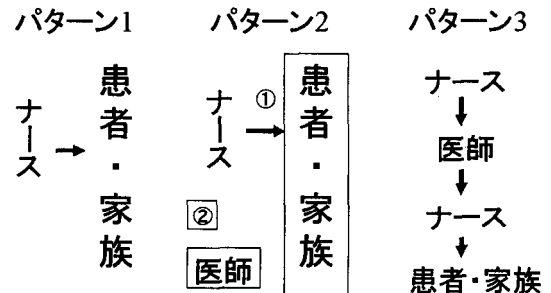 パターン1
ナース
→
患者・家族
パターン2
ナース
①
→
患者・家族
②
医師
パターン3
ナース
↓
医師
↓
ナース
↓
患者・家族